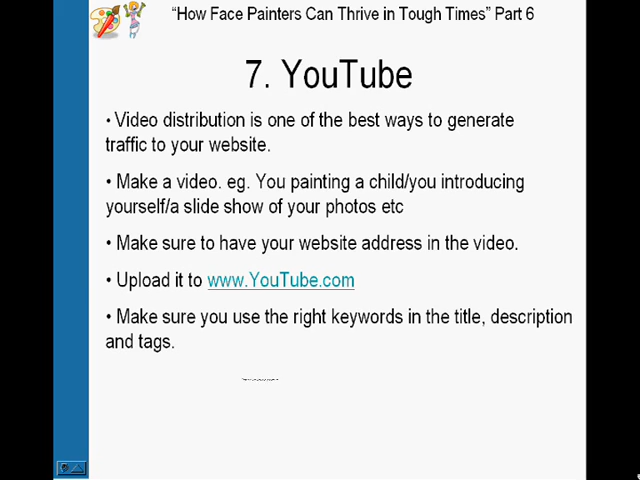 “How Face Painters Can Thrive in Tough Times” Part 6
7. YouTube
• Video distribution is one of the best ways to generate
traffic to your website.
• Make a video. eg. You painting a child/you introducing
yourself/a slide show of your photos etc
• Make sure to have your website address in the video.
• Upload it to www.YouTube.com
• Make sure you use the right keywords in the title, description
and tags.